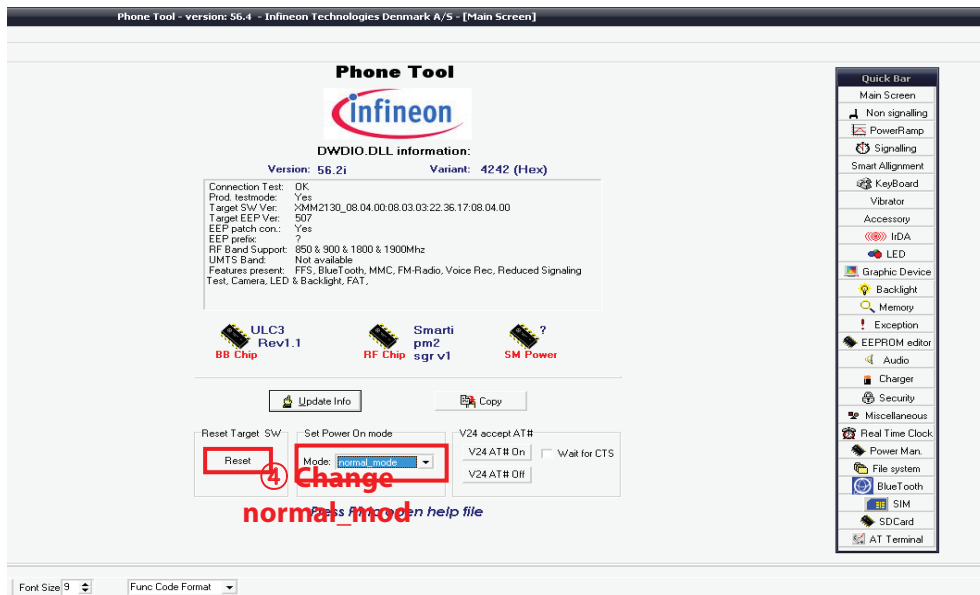 Phone Tool - version: 56.4 - Infineon Technologies Denmark A/S - [Main Screen]
Phone Tool
infineon
DWDIO.DLL information:
Version: 56.2i Variant: 4242 (Hex)
Connection Test: OK
Prod. testmode: Yes
Target SW Ver: XMM2130_08.04.00:08.03.03:22.36.17:08.04.00
Target EEP Ver: 507
EEP patch con.: Yes
EEP prefix: ?
RF Band Support: 850 & 900 & 1800 & 1900Mhz
UMTS Band: Not available
Features present: FFS, BlueTooth, MMC, FM-Radio, Voice Rec, Reduced Signaling
Test, Camera, LED & Backlight, FAT,
ULC3
Rev1.1
BB Chip
Smarti
pm2
RF Chip sgr v1
?
SM Power
Update Info
Copy
Reset Target SW
Reset
Set Power On mode
Mode: normal_mode
V24 accept AT#
V24 AT# On
Wait for CTS
V24 AT# Off
④ Change
normal_mod
Press F1 to open help file
Quick Bar
Main Screen
Non signalling
PowerRamp
Signalling
Smart Allignment
KeyBoard
Vibrator
Accessory
IrDA
LED
Graphic Device
Backlight
Memory
Exception
EEPROM editor
Audio
Charger
Security
Miscellaneous
Real Time Clock
Power Man.
File system
BlueTooth
SIM
SDCard
AT Terminal
Font Size 9
Func Code Format